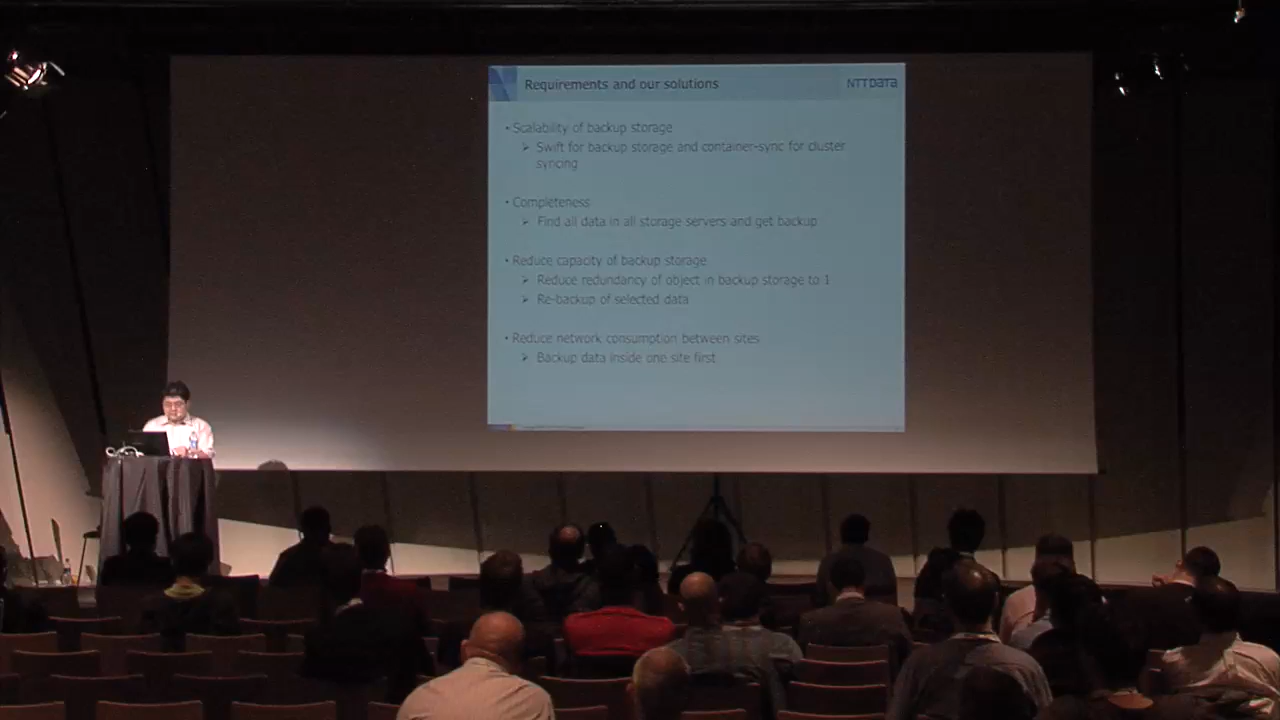 Requirements and our solutions
NTTDATA
• Scalability of backup storage
➢ Swift for backup storage and container-sync for cluster
syncing
• Completeness
➢ Find all data in all storage servers and get backup
• Reduce capacity of backup storage
➢ Reduce redundancy of object in backup storage to 1
➢ Re-backup of selected data
• Reduce network consumption between sites
➢ Backup data inside one site first